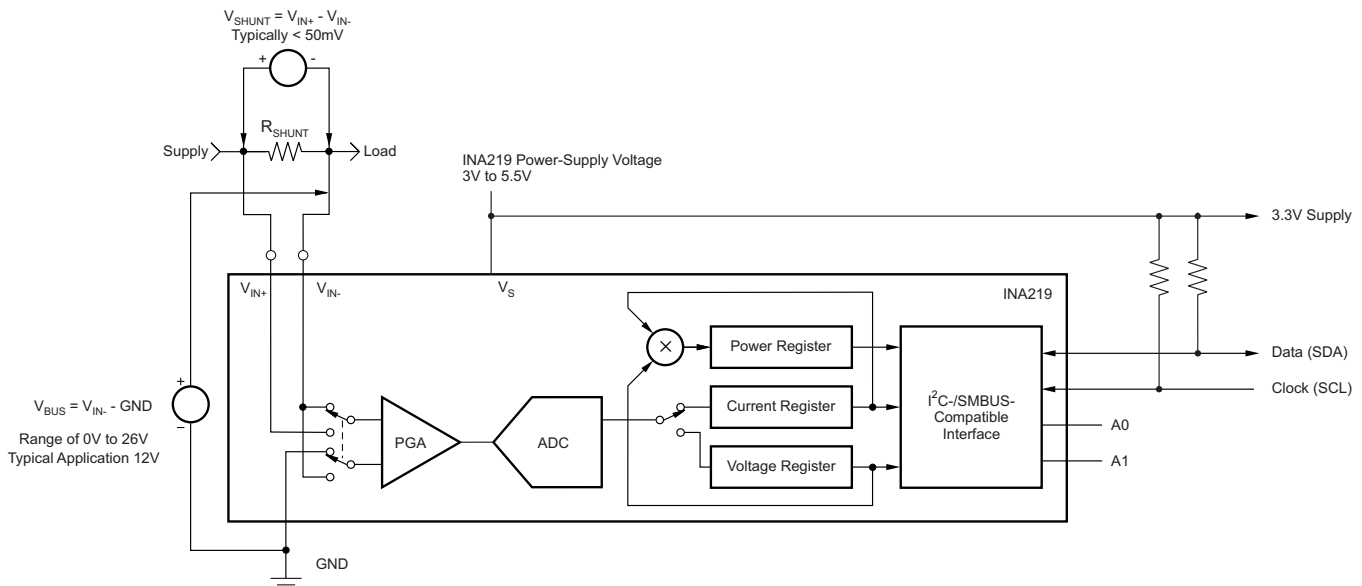 V_SHUNT = V_IN+ - V_IN-
Typically < 50mV
+ -
R_SHUNT
Supply
Load
INA219 Power-Supply Voltage
3V to 5.5V
3.3V Supply
V_IN+
V_IN-
V_S
INA219
×
Power Register
Data (SDA)
Clock (SCL)
+
V_BUS = V_IN- - GND
−
Range of 0V to 26V
Typical Application 12V
PGA
ADC
Current Register
Voltage Register
I²C-/SMBUS-
Compatible
Interface
A0
A1
GND